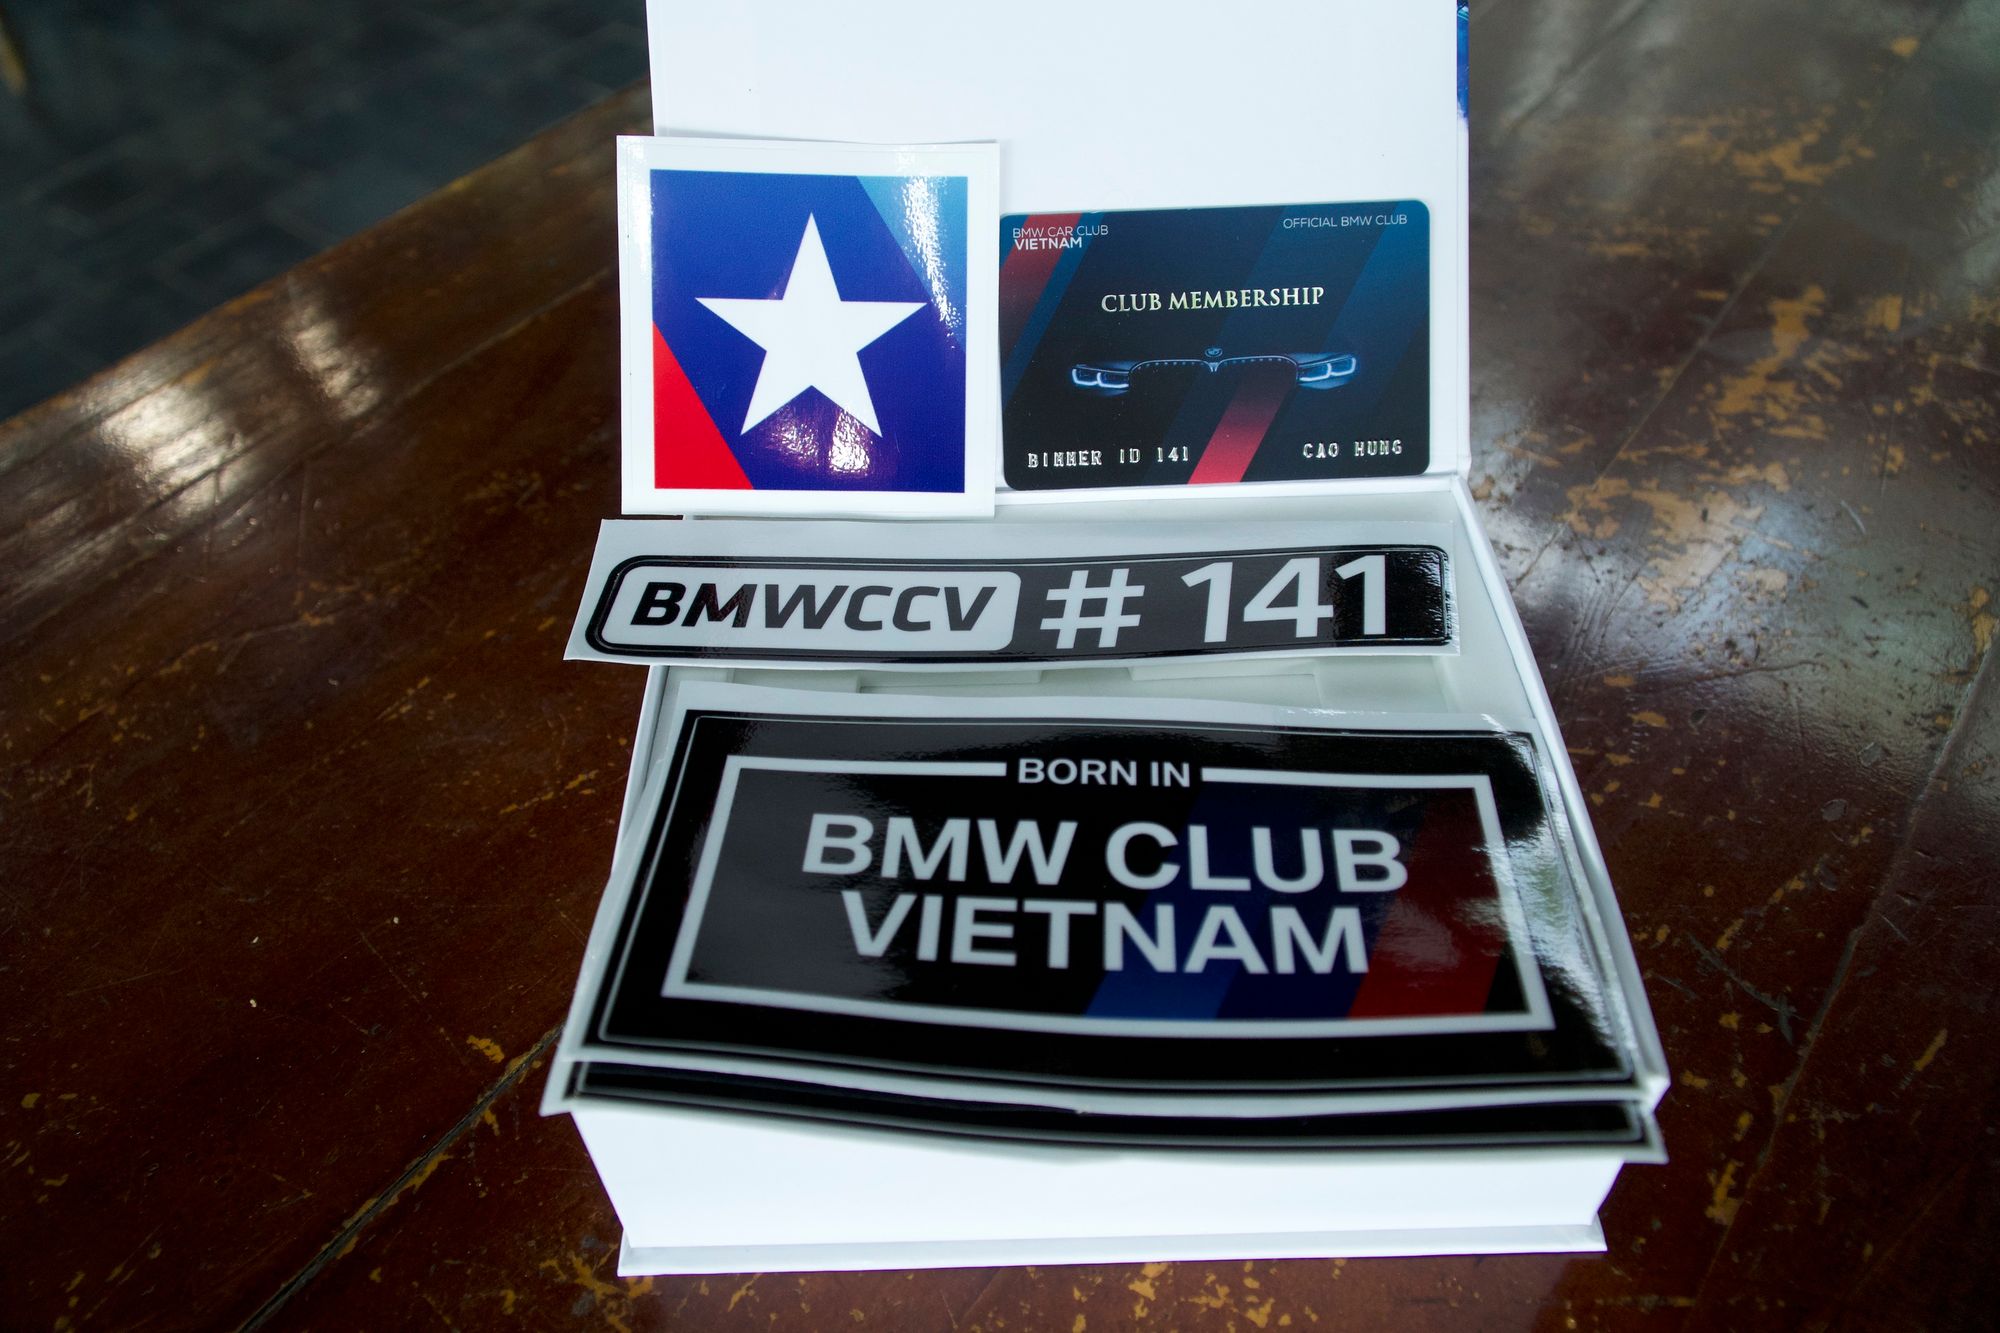 BMW CAR CLUB
VIETNAM
OFFICIAL BMW CLUB
CLUB MEMBERSHIP
BIMMER ID 141
CAO HUNG
BMWCCV # 141
BORN IN
BMW CLUB
VIETNAM